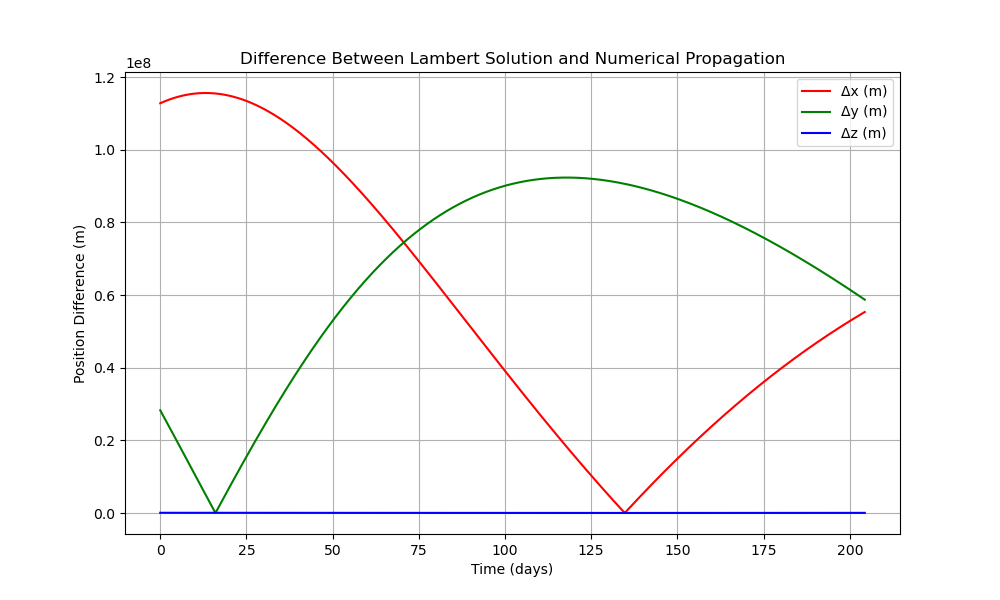 Difference Between Lambert Solution and Numerical Propagation
1e8
1.2
1.0
0.8
0.6
0.4
0.2
0.0
Position Difference (m)
Δx (m)
Δy (m)
Δz (m)
0 25 50 75 100 125 150 175 200
Time (days)